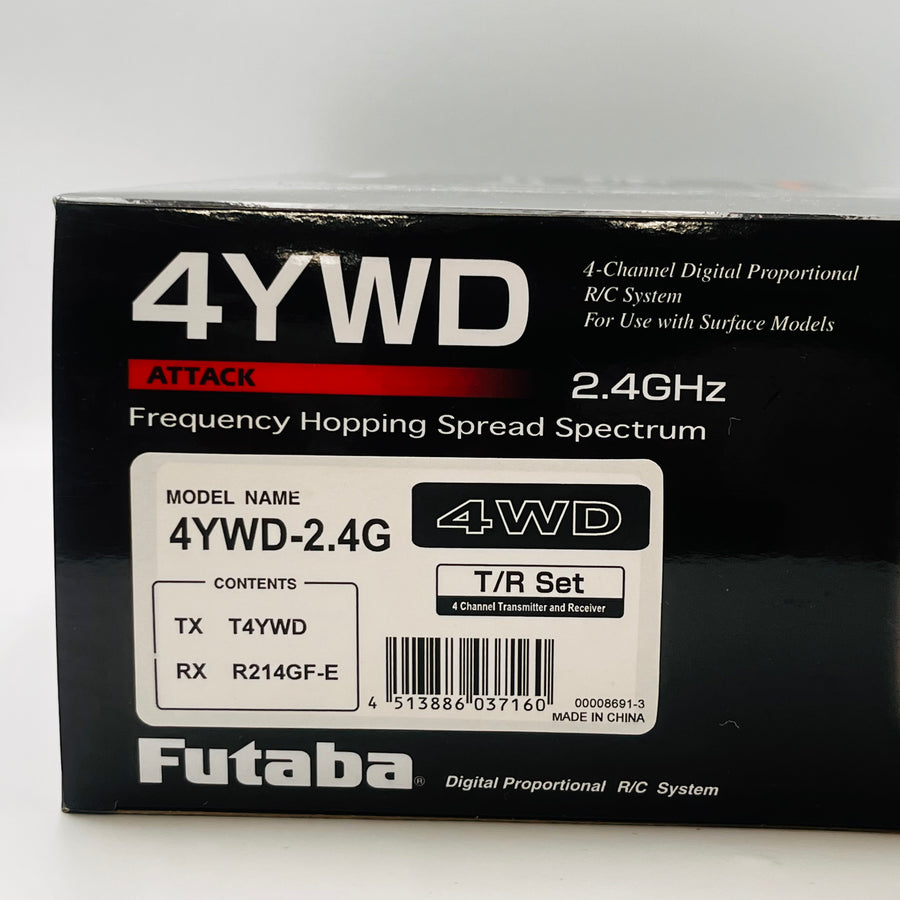 4YWD
4-Channel Digital Proportional
R/C System
For Use with Surface Models
ATTACK
2.4GHz
Frequency Hopping Spread Spectrum
MODEL NAME
4YWD-2.4G
4WD
CONTENTS
TX T4YWD
RX R214GF-E
T/R Set
4 Channel Transmitter and Receiver
4 513886 037160
00008691-3
MADE IN CHINA
Futaba®
Digital Proportional R/C System